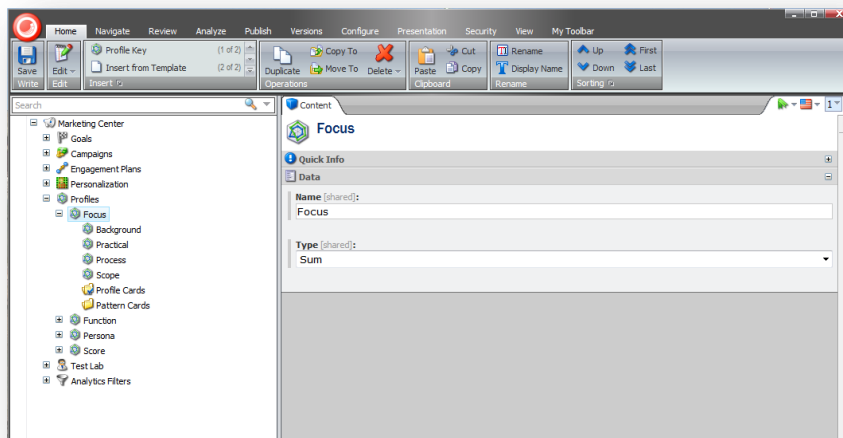 Home Navigate Review Analyze Publish Versions Configure Presentation Security View My Toolbar
Save
Write
Edit
Edit
Profile Key (1 of 2)
Insert from Template (2 of 2)
Insert
Duplicate
Copy To
Move To
Delete
Operations
Paste
Cut
Copy
Clipboard
Rename
Display Name
Rename
Up First
Down Last
Sorting
Search
Marketing Center
Goals
Campaigns
Engagement Plans
Personalization
Profiles
Focus
Background
Practical
Process
Scope
Profile Cards
Pattern Cards
Function
Persona
Score
Test Lab
Analytics Filters
Content
1
Focus
Quick Info
Data
Name [shared]:
Focus
Type [shared]:
Sum